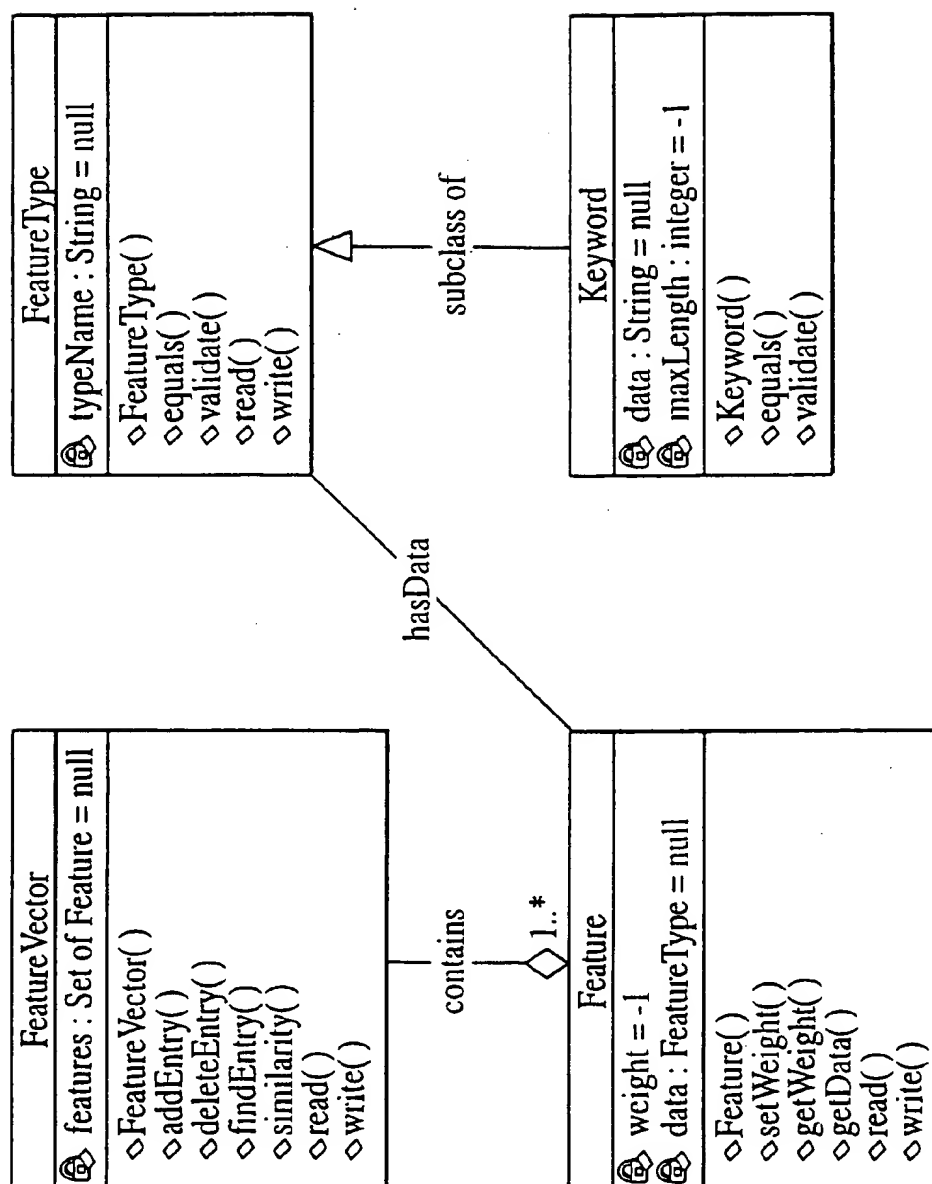 FeatureVector
features : Set of Feature = null
FeatureVector( )
addEntry( )
deleteEntry( )
findEntry( )
similarity( )
read( )
write( )
contains
1..*
Feature
weight = -1
data : FeatureType = null
Feature( )
setWeight( )
getWeight( )
getData( )
read( )
write( )
hasData
FeatureType
typeName : String = null
FeatureType( )
equals( )
validate( )
read( )
write( )
subclass of
Keyword
data : String = null
maxLength : integer = -1
Keyword( )
equals( )
validate( )